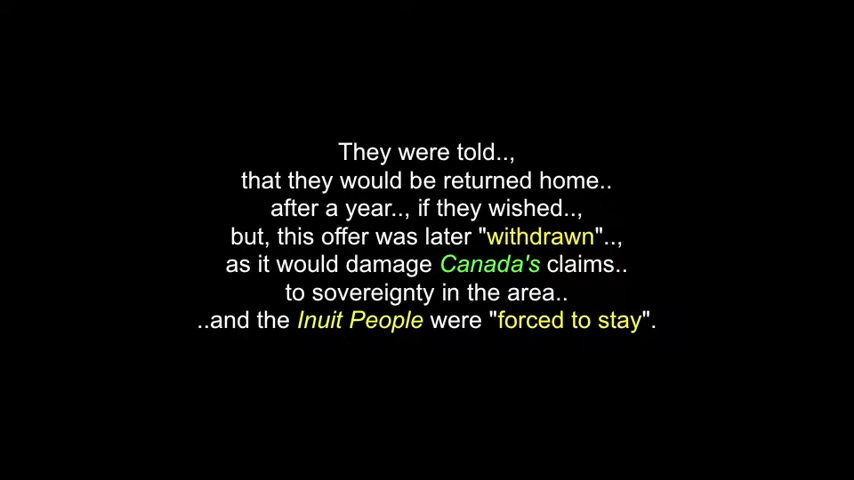 They were told..,
that they would be returned home..
after a year.., if they wished..,
but, this offer was later "withdrawn"..,
as it would damage Canada's claims..
to sovereignty in the area..
..and the Inuit People were "forced to stay".